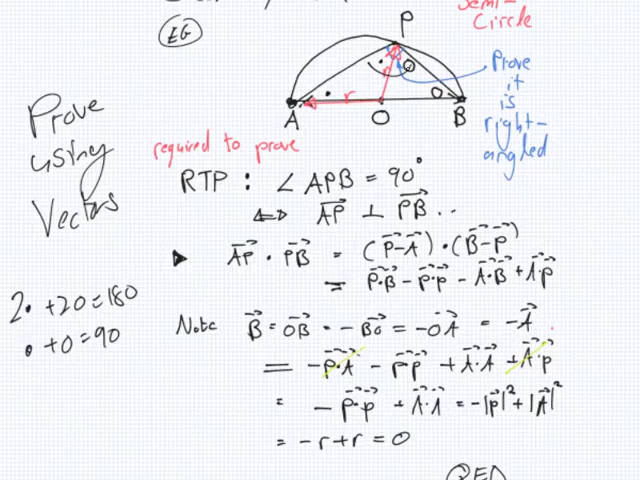 Semi-
Circle
EG
P
r
r
A
O
B
Prove
it
is
right-
angled
Prove
using
Vectors
required to prove
RTP : ∠ APB = 90°
⇔ AP⃗ ⊥ PB⃗ ..
▶ AP⃗ · PB⃗ = (P⃗-A⃗)·(B⃗-P⃗)
= P⃗·B⃗ - P⃗·P⃗ - A⃗·B⃗ + A⃗·P⃗
2• +2O=180
• +O=90
Note B⃗ = OB⃗ = -BO⃗ = -OA⃗ = -A⃗
= -P⃗·A⃗ - P⃗·P⃗ + A⃗·A⃗ + A⃗·P⃗
= -P⃗·P⃗ + A⃗·A⃗ = -|P⃗|² + |A⃗|²
= -r+r = 0
QED